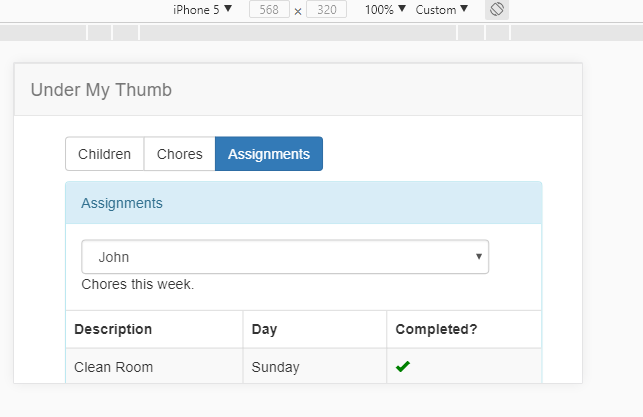 iPhone 5 ▼ 568 × 320 100% ▼ Custom ▼
Under My Thumb
Children Chores Assignments
Assignments
John
Chores this week.
Description Day Completed?
Clean Room Sunday